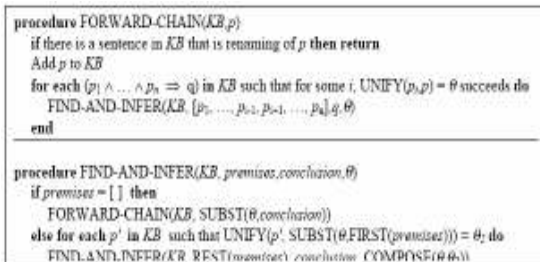 procedure FORWARD-CHAIN(KB,p)
if there is a sentence in KB that is renaming of p then return
Add p to KB
for each (p₁ ∧ … ∧ pₙ ⇒ q) in KB such that for some i, UNIFY(pᵢ,p) = θ succeeds do
FIND-AND-INFER(KB, [p₁, …, pᵢ₋₁, pᵢ₊₁, …, pₙ],q,θ)
end
procedure FIND-AND-INFER(KB, premises,conclusion,θ)
if premises = [ ] then
FORWARD-CHAIN(KB, SUBST(θ,conclusion))
else for each p' in KB such that UNIFY(p', SUBST(θ,FIRST(premises))) = θ₂ do
FIND-AND-INFER(KB, REST(premises), conclusion, COMPOSE(θ,θ₂))